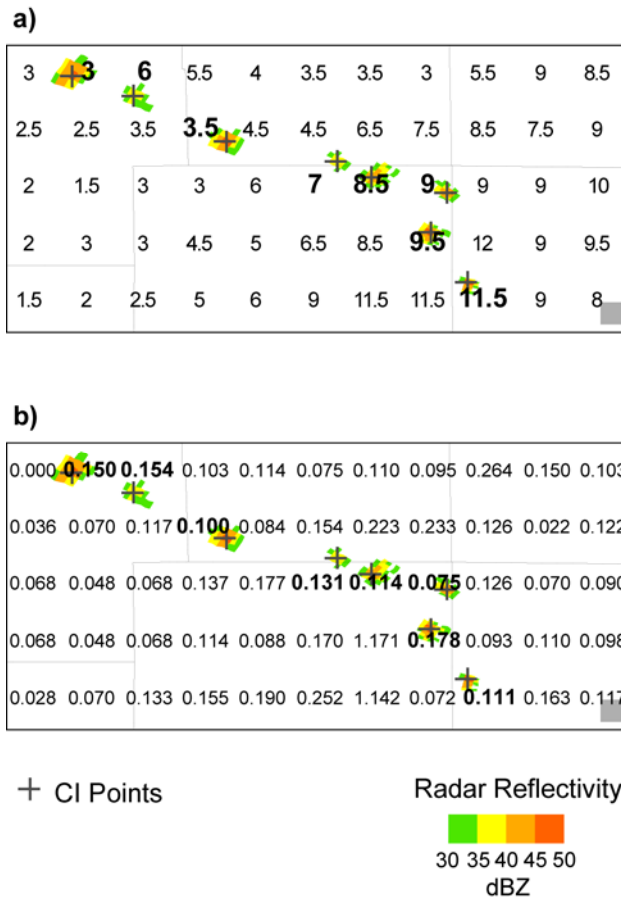 a)
3 3 6 5.5 4 3.5 3.5 3 5.5 9 8.5
2.5 2.5 3.5 3.5 4.5 4.5 6.5 7.5 8.5 7.5 9
2 1.5 3 3 6 7 8.5 9 9 9 10
2 3 3 4.5 5 6.5 8.5 9.5 12 9 9.5
1.5 2 2.5 5 6 9 11.5 11.5 11.5 9 8
b)
0.000 0.150 0.154 0.103 0.114 0.075 0.110 0.095 0.264 0.150 0.103
0.036 0.070 0.117 0.100 0.084 0.154 0.223 0.233 0.126 0.022 0.122
0.068 0.048 0.068 0.137 0.177 0.131 0.114 0.075 0.126 0.070 0.090
0.068 0.048 0.068 0.114 0.088 0.170 1.171 0.178 0.093 0.110 0.098
0.028 0.070 0.133 0.155 0.190 0.252 1.142 0.072 0.111 0.163 0.117
CI Points
Radar Reflectivity
30 35 40 45 50
dBZ